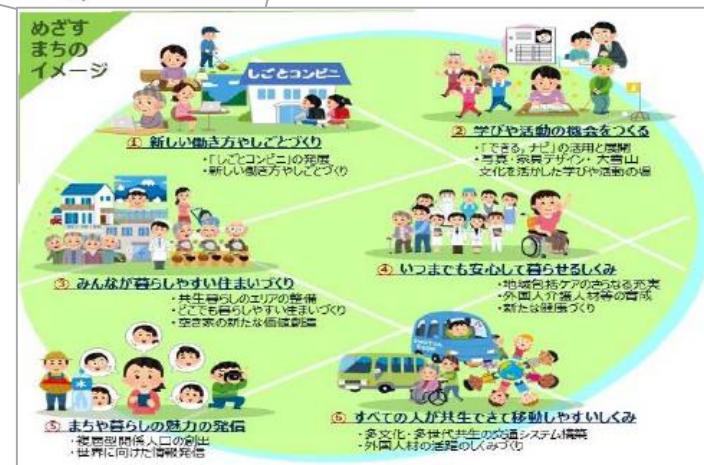 めざす
まちの
イメージ
しごとコンビニ
① 新しい働き方やしごとづくり
・「しごとコンビニ」の発展
・新しい働き方やしごとづくり
② 学びや活動の機会をつくる
・「できる。ナビ」の活用と展開
・写真・家具デザイン・大雪山
文化を活かした学びや活動の場
③ みんなが暮らしやすい住まいづくり
・共生暮らしのエリアの整備
・どこでも暮らしやすい住まいづくり
・空き家の新たな価値創造
④ いつまでも安心して暮らせるしくみ
・地域包括ケアのさらなる充実
・外国人介護人材等の育成
・新たな健康づくり
⑤ まちや暮らしの魅力の発信
・複層型関係人口の創出
・世界に向けた情報発信
⑥ すべての人が共生できて移動しやすいしくみ
・多文化・多世代共生の交通システム構築
・外国人材の活躍のしくみづくり